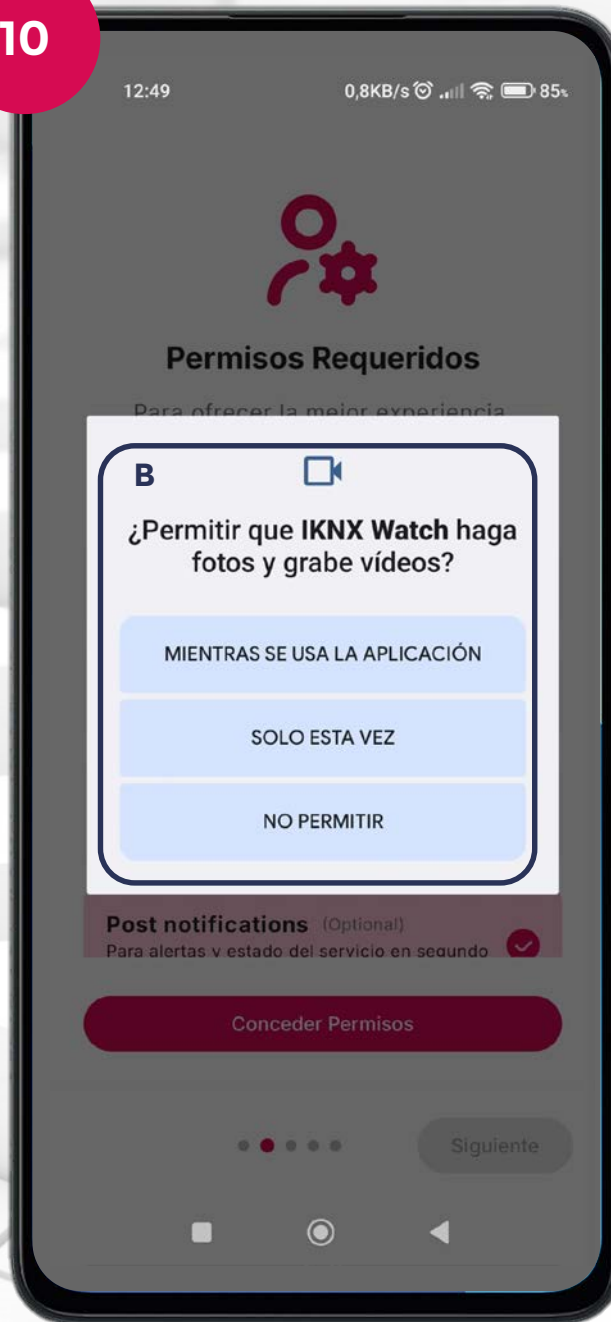 10
12:49 0,8KB/s 85%
Permisos Requeridos
Para ofrecer la mejor experiencia
B
¿Permitir que IKNX Watch haga
fotos y grabe vídeos?
MIENTRAS SE USA LA APLICACIÓN
SOLO ESTA VEZ
NO PERMITIR
Post notifications (Optional)
Para alertas y estado del servicio en segundo
Conceder Permisos
Siguiente